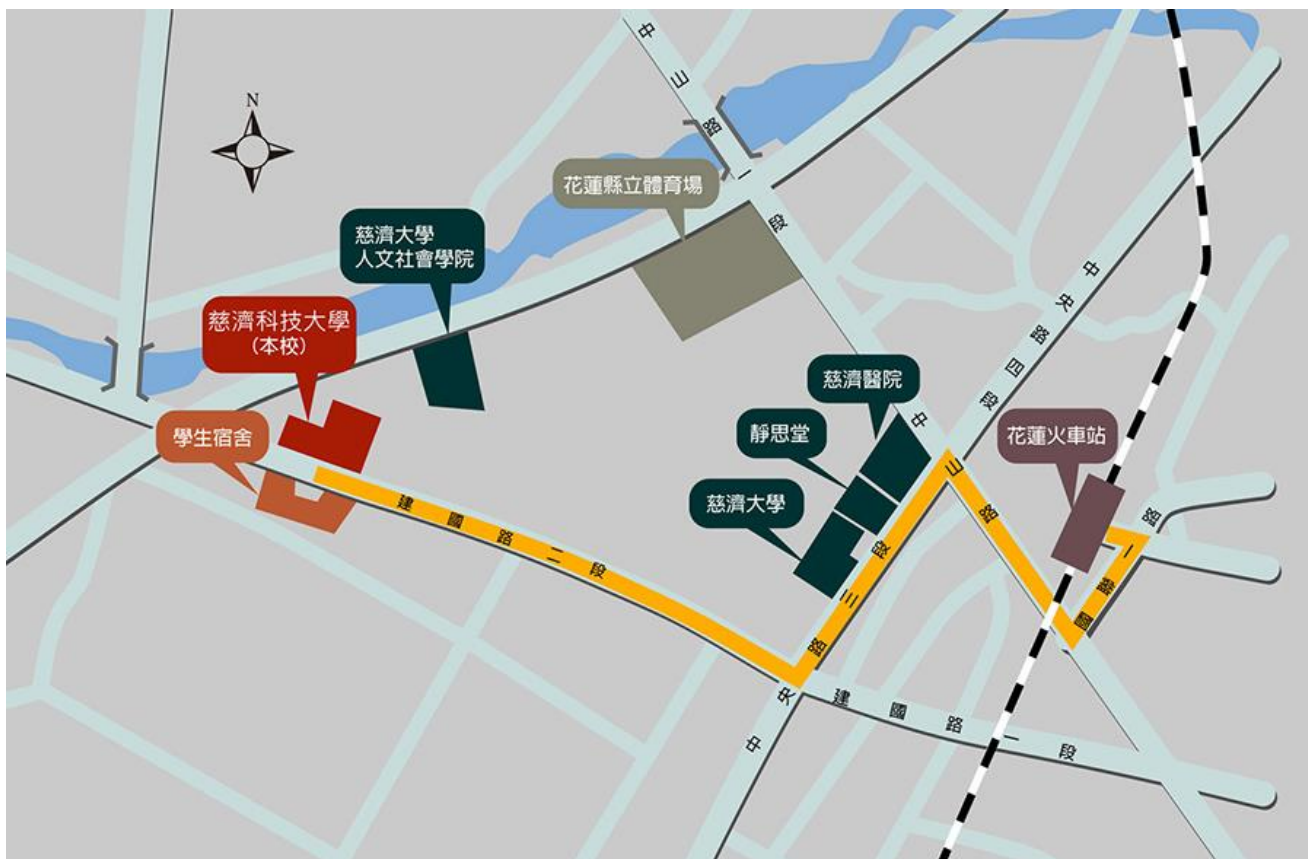 中山路一段
N
花蓮縣立體育場
慈濟大學
人文社會學院
慈濟科技大學
(本校)
學生宿舍
慈濟醫院
靜思堂
慈濟大學
花蓮火車站
中央路四段
中山路
國聯一路
中央路三段
建國路二段
建國路一段